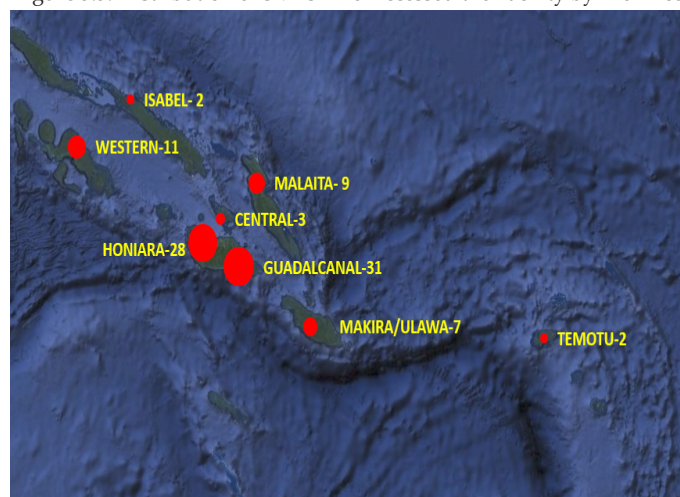 ISABEL- 2
WESTERN-11
MALAITA- 9
CENTRAL-3
HONIARA-28
GUADALCANAL-31
MAKIRA/ULAWA-7
TEMOTU-2